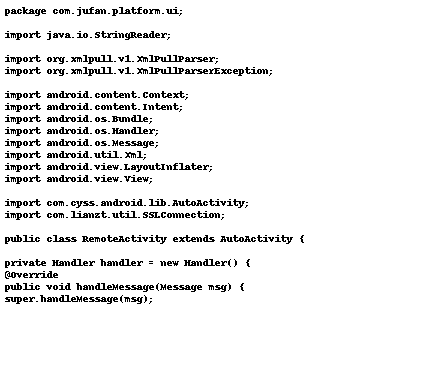 package com.jufan.platform.ui;
import java.io.StringReader;
import org.xmlpull.v1.XmlPullParser;
import org.xmlpull.v1.XmlPullParserException;
import android.content.Context;
import android.content.Intent;
import android.os.Bundle;
import android.os.Handler;
import android.os.Message;
import android.util.Xml;
import android.view.LayoutInflater;
import android.view.View;
import com.cyss.android.lib.AutoActivity;
import com.lianzt.util.SSLConnection;
public class RemoteActivity extends AutoActivity {
private Handler handler = new Handler() {
@Override
public void handleMessage(Message msg) {
super.handleMessage(msg);